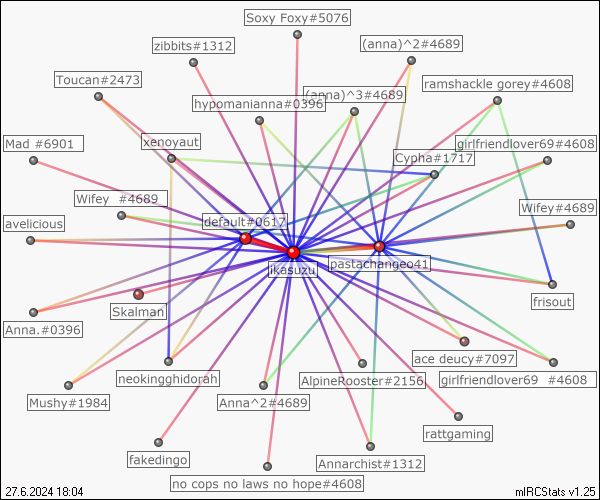 Soxy Foxy#5076
zibbits#1312
(anna)^2#4689
Toucan#2473
ramshackle gorey#4608
hypomanianna#0396
(anna)^3#4689
Mad #6901
xenoyaut
girlfriendlover69#4608
Cypha#1717
Wifey  #4689
Wifey#4689
avelicious
default#0617
pastachangeo41
ikasuzu
frisout
Skalman
Anna.#0396
ace deucy#7097
neokingghidorah
AlpineRooster#2156
girlfriendlover69  #4608
Mushy#1984
Anna^2#4689
rattgaming
fakedingo
Annarchist#1312
no cops no laws no hope#4608
27.6.2024 18:04
mIRCStats v1.25